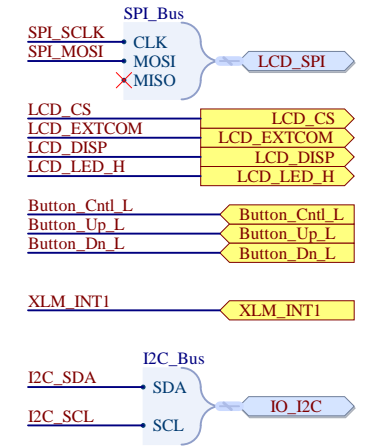 SPI_Bus
SPI_SCLK CLK
SPI_MOSI MOSI LCD_SPI
MISO
LCD_CS LCD_CS
LCD_EXTCOM LCD_EXTCOM
LCD_DISP LCD_DISP
LCD_LED_H LCD_LED_H
Button_Cntl_L Button_Cntl_L
Button_Up_L Button_Up_L
Button_Dn_L Button_Dn_L
XLM_INT1 XLM_INT1
I2C_Bus
I2C_SDA SDA
IO_I2C
I2C_SCL SCL